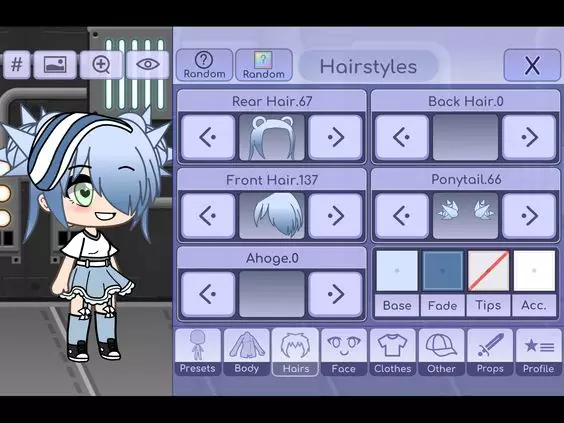 #
?
Random
?
Random
Hairstyles
X
Rear Hair.67
Back Hair.0
Front Hair.137
Ponytail.66
Ahoge.0
Base
Fade
Tips
Acc.
Presets
Body
Hairs
Face
Clothes
Other
Props
Profile